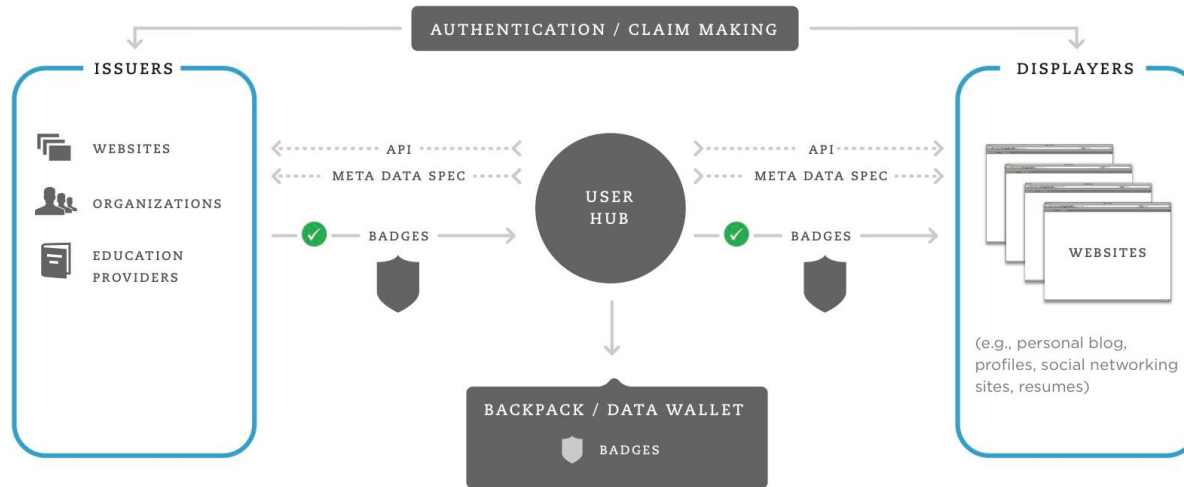 AUTHENTICATION / CLAIM MAKING
ISSUERS
WEBSITES
ORGANIZATIONS
EDUCATION
PROVIDERS
API
META DATA SPEC
BADGES
USER
HUB
API
META DATA SPEC
BADGES
DISPLAYERS
WEBSITES
(e.g., personal blog,
profiles, social networking
sites, resumes)
BACKPACK / DATA WALLET
BADGES